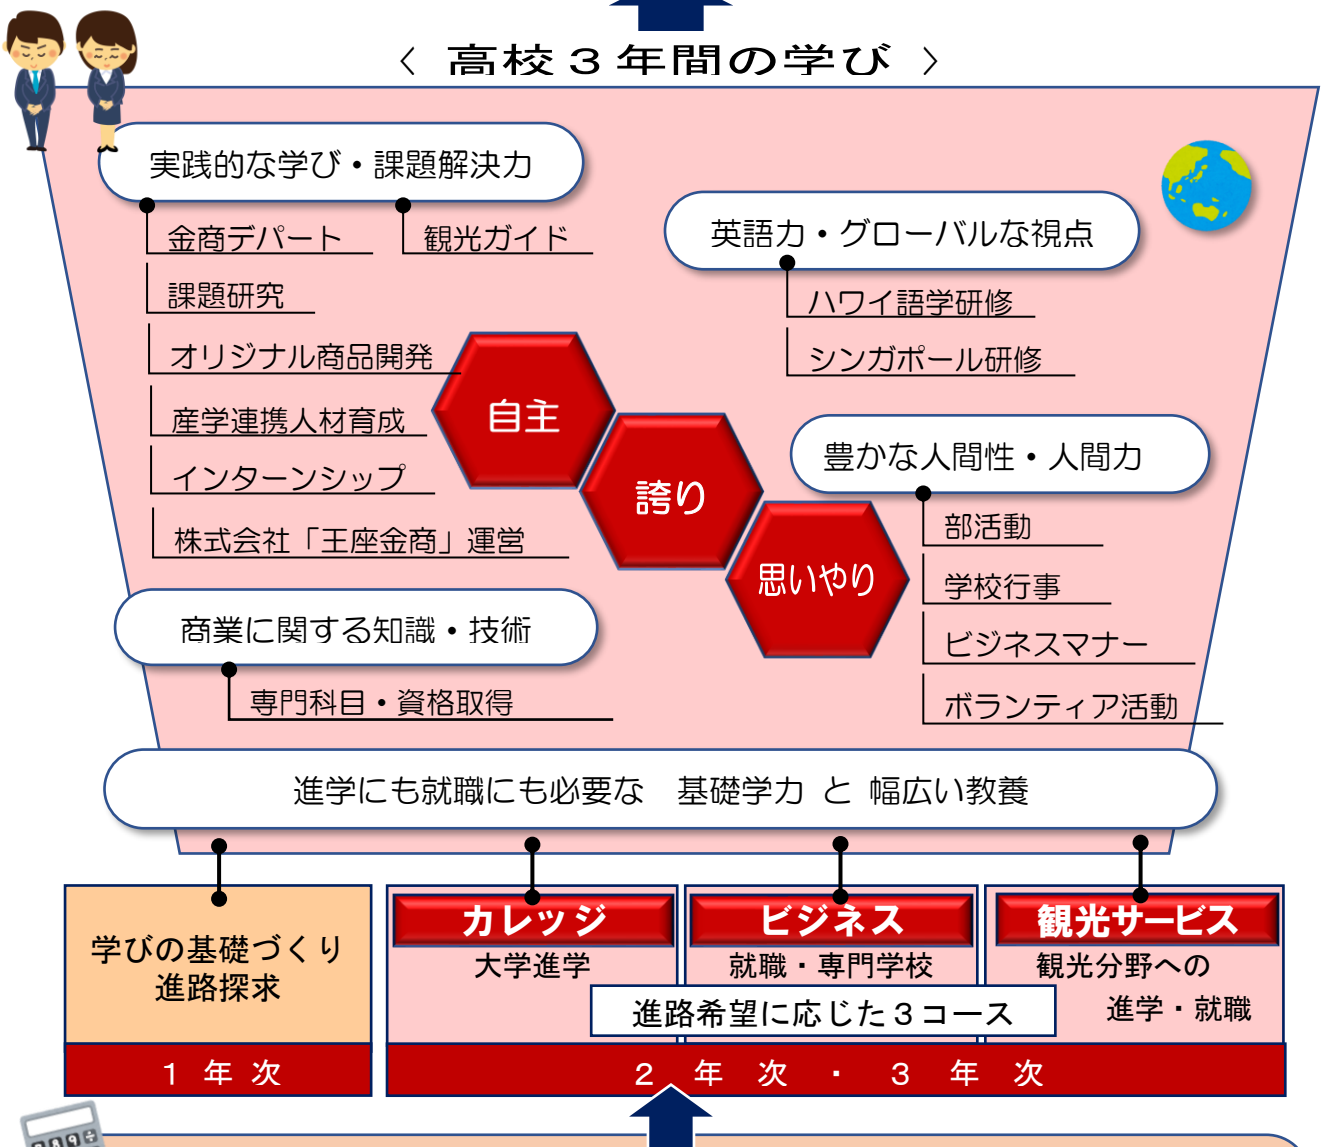 〈 高校３年間の学び 〉
実践的な学び・課題解決力
金商デパート
観光ガイド
課題研究
オリジナル商品開発
産学連携人材育成
インターンシップ
株式会社「王座金商」運営
英語力・グローバルな視点
ハワイ語学研修
シンガポール研修
自主
誇り
思いやり
豊かな人間性・人間力
部活動
学校行事
ビジネスマナー
ボランティア活動
商業に関する知識・技術
専門科目・資格取得
進学にも就職にも必要な　基礎学力 と 幅広い教養
学びの基礎づくり
進路探求
カレッジ
大学進学
ビジネス
就職・専門学校
観光サービス
観光分野への
進学・就職
進路希望に応じた３コース
１ 年 次
２ 年 次 ・ ３ 年 次